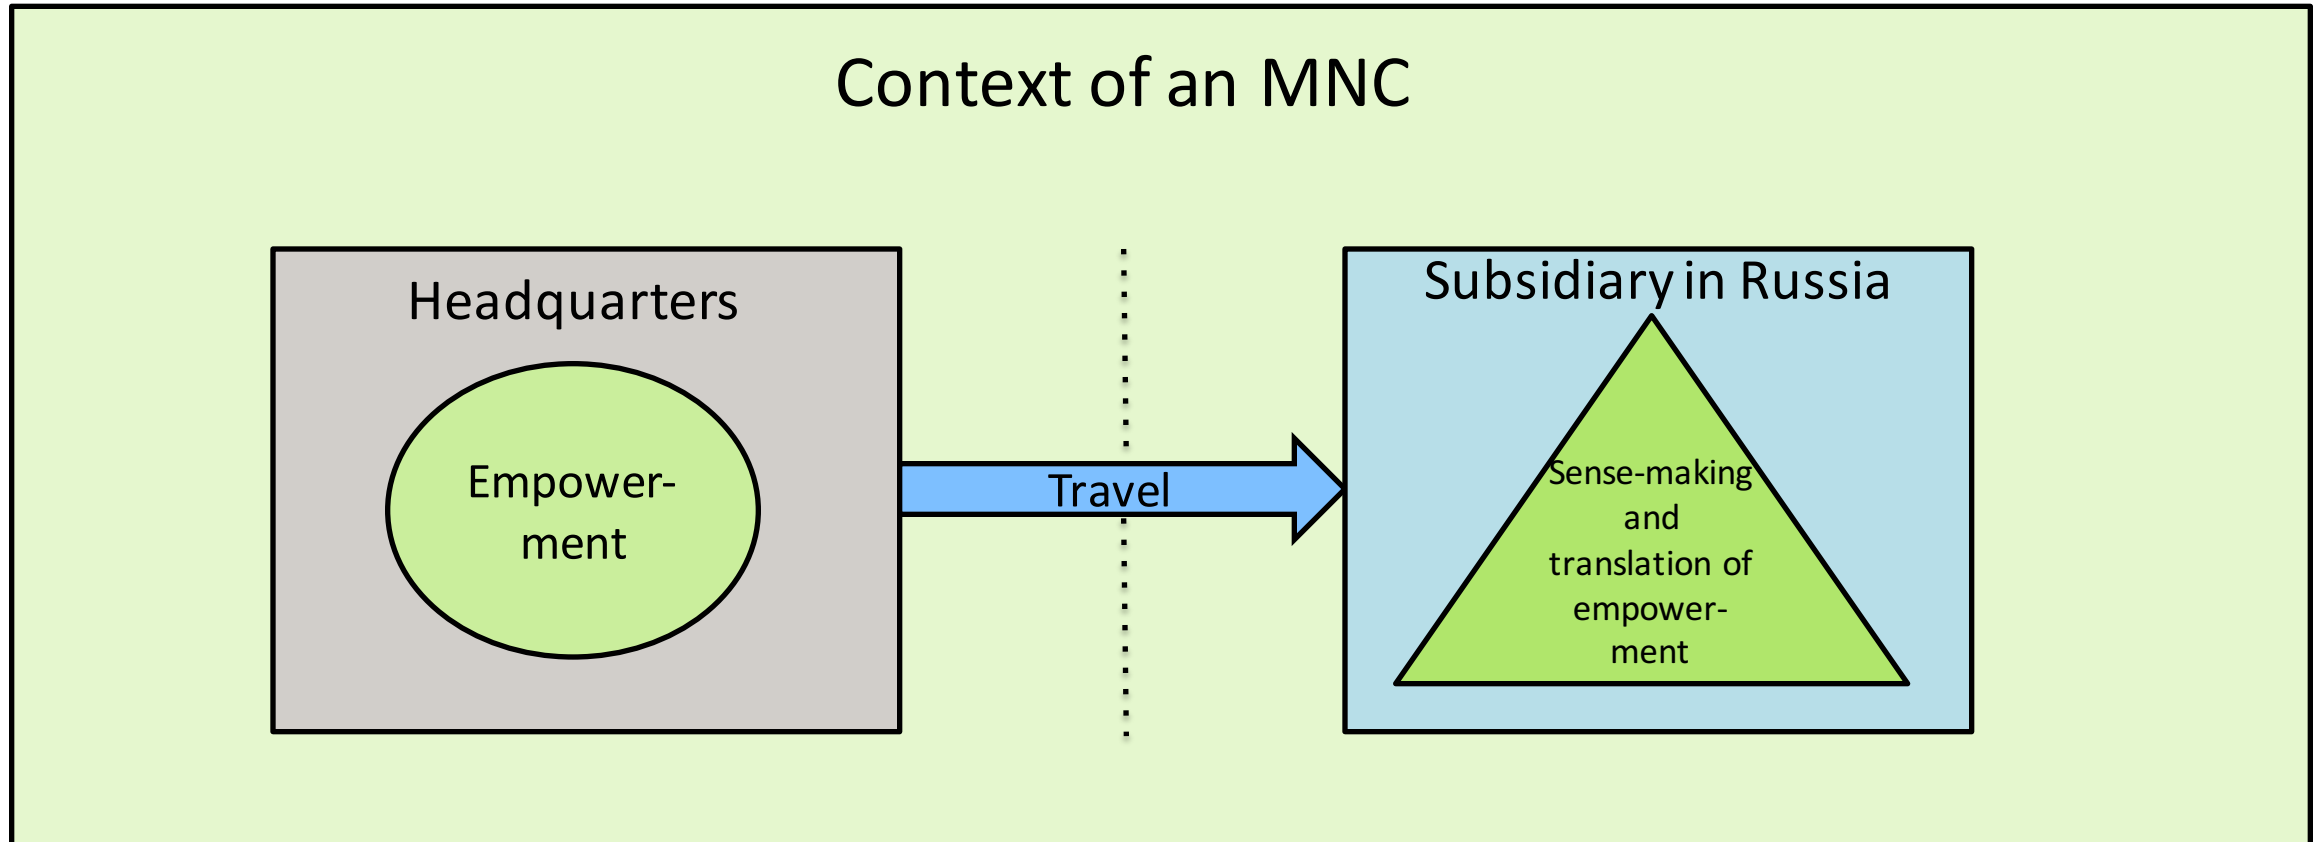 Context of an MNC
Headquarters
Empower-
ment
Travel
Subsidiary in Russia
Sense-making
and
translation of
empower-
ment